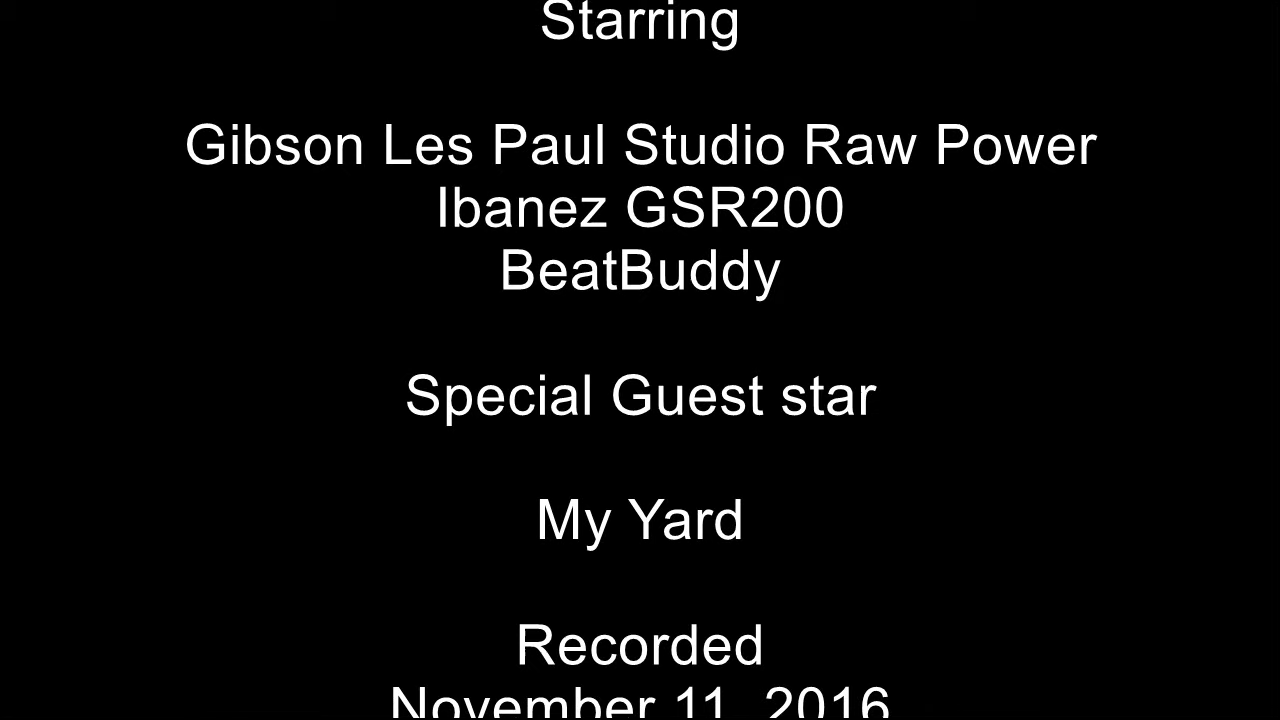 Starring
Gibson Les Paul Studio Raw Power
Ibanez GSR200
BeatBuddy
Special Guest star
My Yard
Recorded
November 11, 2016